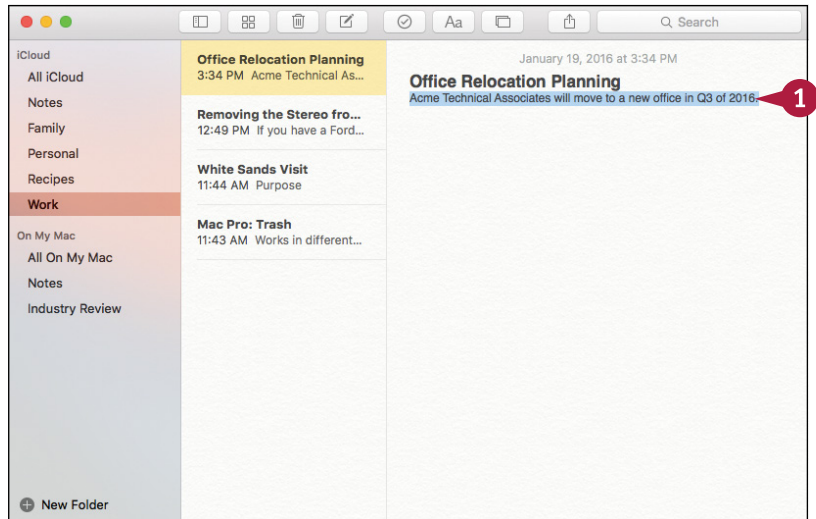 Aa
Search
iCloud
All iCloud
Notes
Family
Personal
Recipes
Work
On My Mac
All On My Mac
Notes
Industry Review
New Folder
Office Relocation Planning
3:34 PM Acme Technical As...
Removing the Stereo fro...
12:49 PM If you have a Ford...
White Sands Visit
11:44 AM Purpose
Mac Pro: Trash
11:43 AM Works in different...
January 19, 2016 at 3:34 PM
Office Relocation Planning
Acme Technical Associates will move to a new office in Q3 of 2016.
1